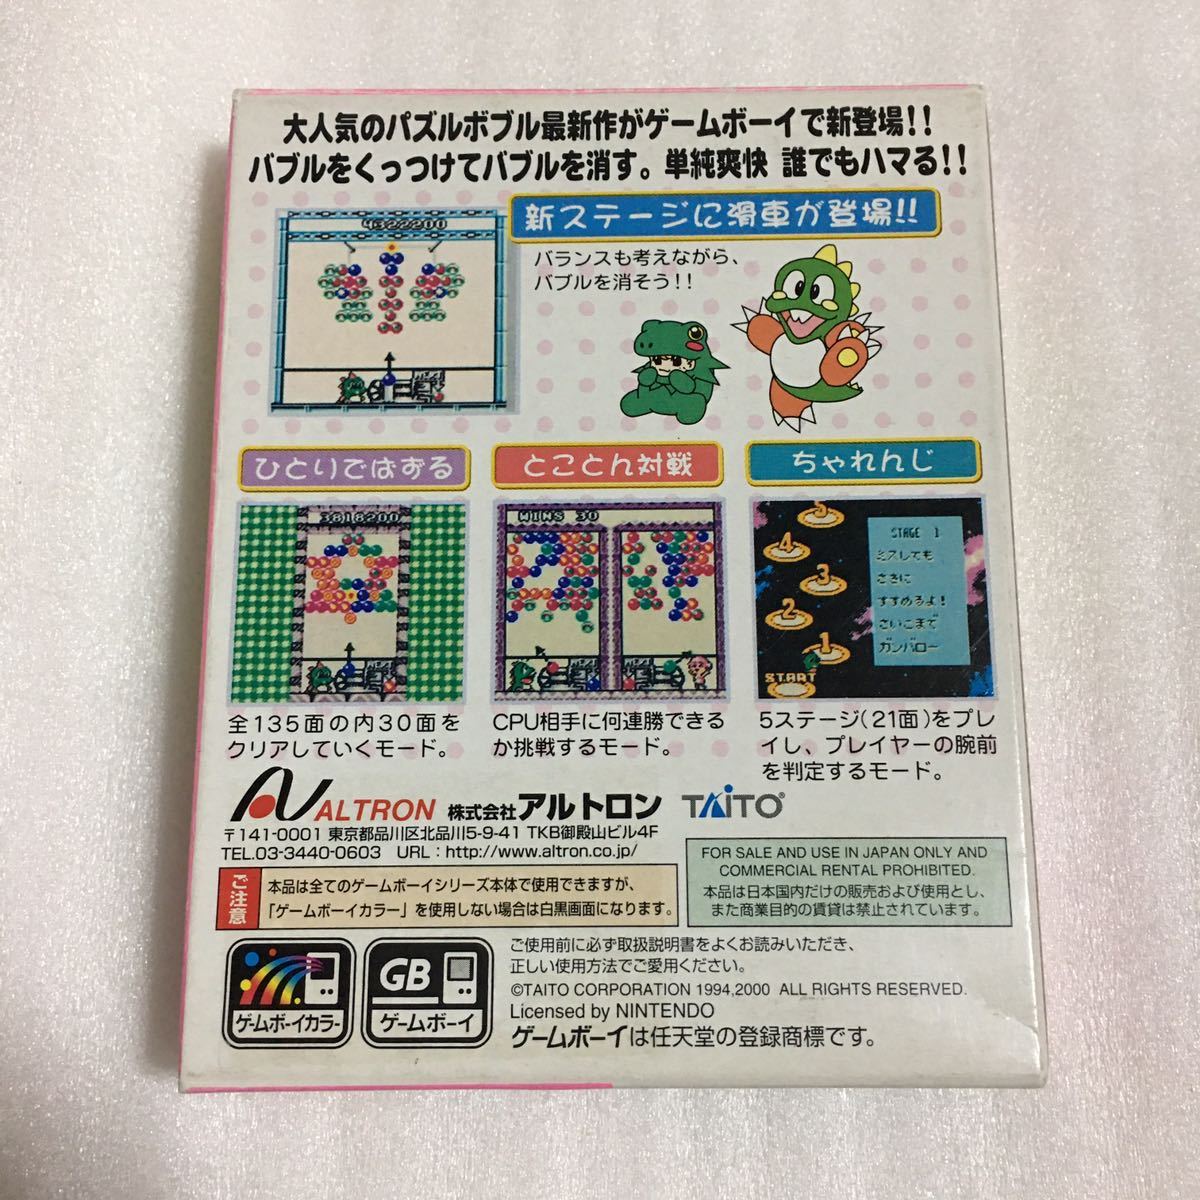 大人気のパズルボブル最新作がゲームボーイで新登場!!
バブルをくっつけてバブルを消す。単純爽快 誰でもハマる!!
新ステージに滑車が登場!!
バランスも考えながら、
バブルを消そう!!
4322200
ひとりではずる
3818200
全135面の内30面を
クリアしていくモード。
とことん対戦
WINS 30
CPU相手に何連勝できる
か挑戦するモード。
ちゃれんじ
5
4
3
2
1
START
STAGE 1
ミスしても
さきに
すすめるよ!
さいこまで
ガンバロー
5ステージ(21面)をプレ
イし、プレイヤーの腕前
を判定するモード。
ALTRON 株式会社アルトロン TAITO®
〒141-0001 東京都品川区北品川5-9-41 TKB御殿山ビル4F
TEL.03-3440-0603 URL:http://www.altron.co.jp/
ご注意
本品は全てのゲームボーイシリーズ本体で使用できますが、
「ゲームボーイカラー」を使用しない場合は白黒画面になります。
FOR SALE AND USE IN JAPAN ONLY AND
COMMERCIAL RENTAL PROHIBITED.
本品は日本国内だけの販売および使用とし、
また商業目的の賃貸は禁止されています。
ゲームボーイカラー
GB
ゲームボーイ
ご使用前に必ず取扱説明書をよくお読みいただき、
正しい使用方法でご愛用ください。
©TAITO CORPORATION 1994,2000 ALL RIGHTS RESERVED.
Licensed by NINTENDO
ゲームボーイは任天堂の登録商標です。